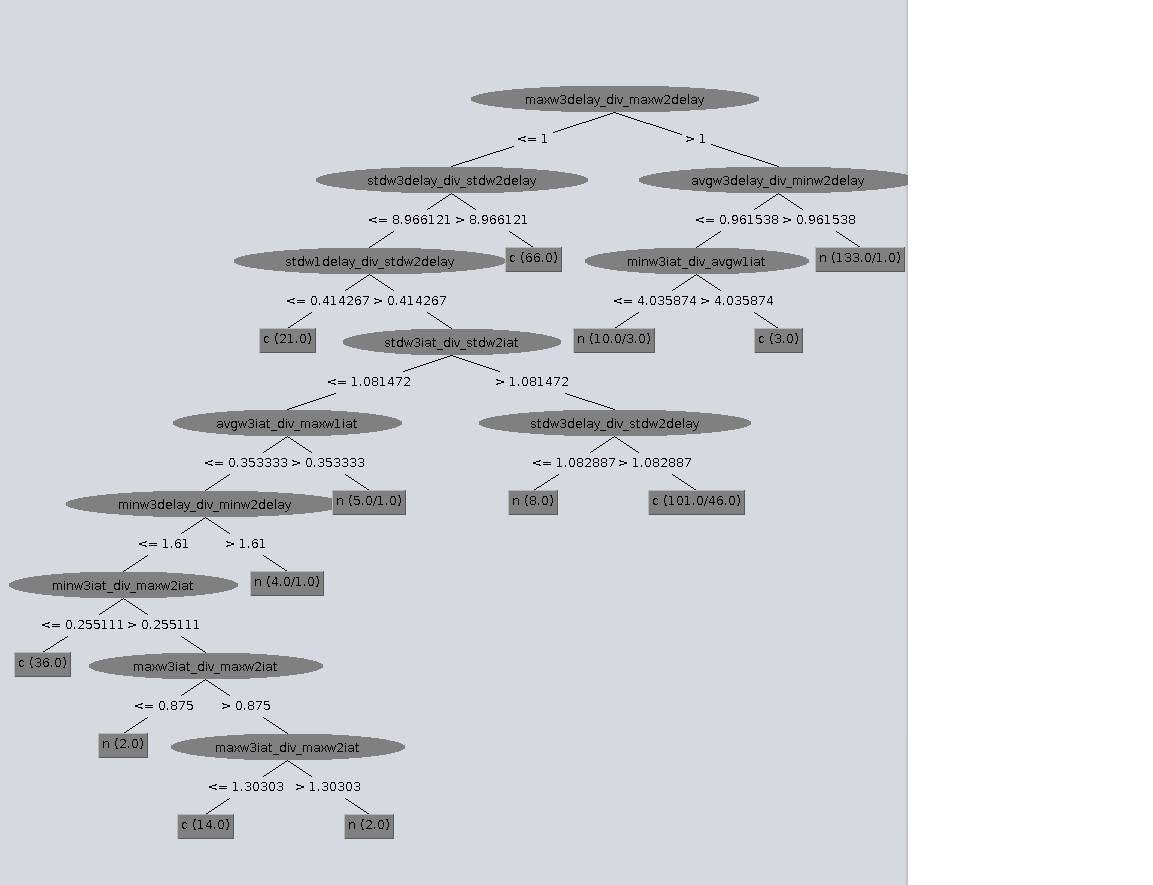 maxw3delay_div_maxw2delay
<= 1 > 1
stdw3delay_div_stdw2delay avgw3delay_div_minw2delay
<= 8.966121 > 8.966121 <= 0.961538 > 0.961538
stdw1delay_div_stdw2delay c (66.0) minw3iat_div_avgw1iat n (133.0/1.0)
<= 0.414267 > 0.414267 <= 4.035874 > 4.035874
c (21.0) stdw3iat_div_stdw2iat n (10.0/3.0) c (3.0)
<= 1.081472 > 1.081472
avgw3iat_div_maxw1iat stdw3delay_div_stdw2delay
<= 0.353333 > 0.353333 <= 1.082887 > 1.082887
minw3delay_div_minw2delay n (5.0/1.0) n (8.0) c (101.0/46.0)
<= 1.61 > 1.61
minw3iat_div_maxw2iat n (4.0/1.0)
<= 0.255111 > 0.255111
c (36.0) maxw3iat_div_maxw2iat
<= 0.875 > 0.875
n (2.0) maxw3iat_div_maxw2iat
<= 1.30303 > 1.30303
c (14.0) n (2.0)